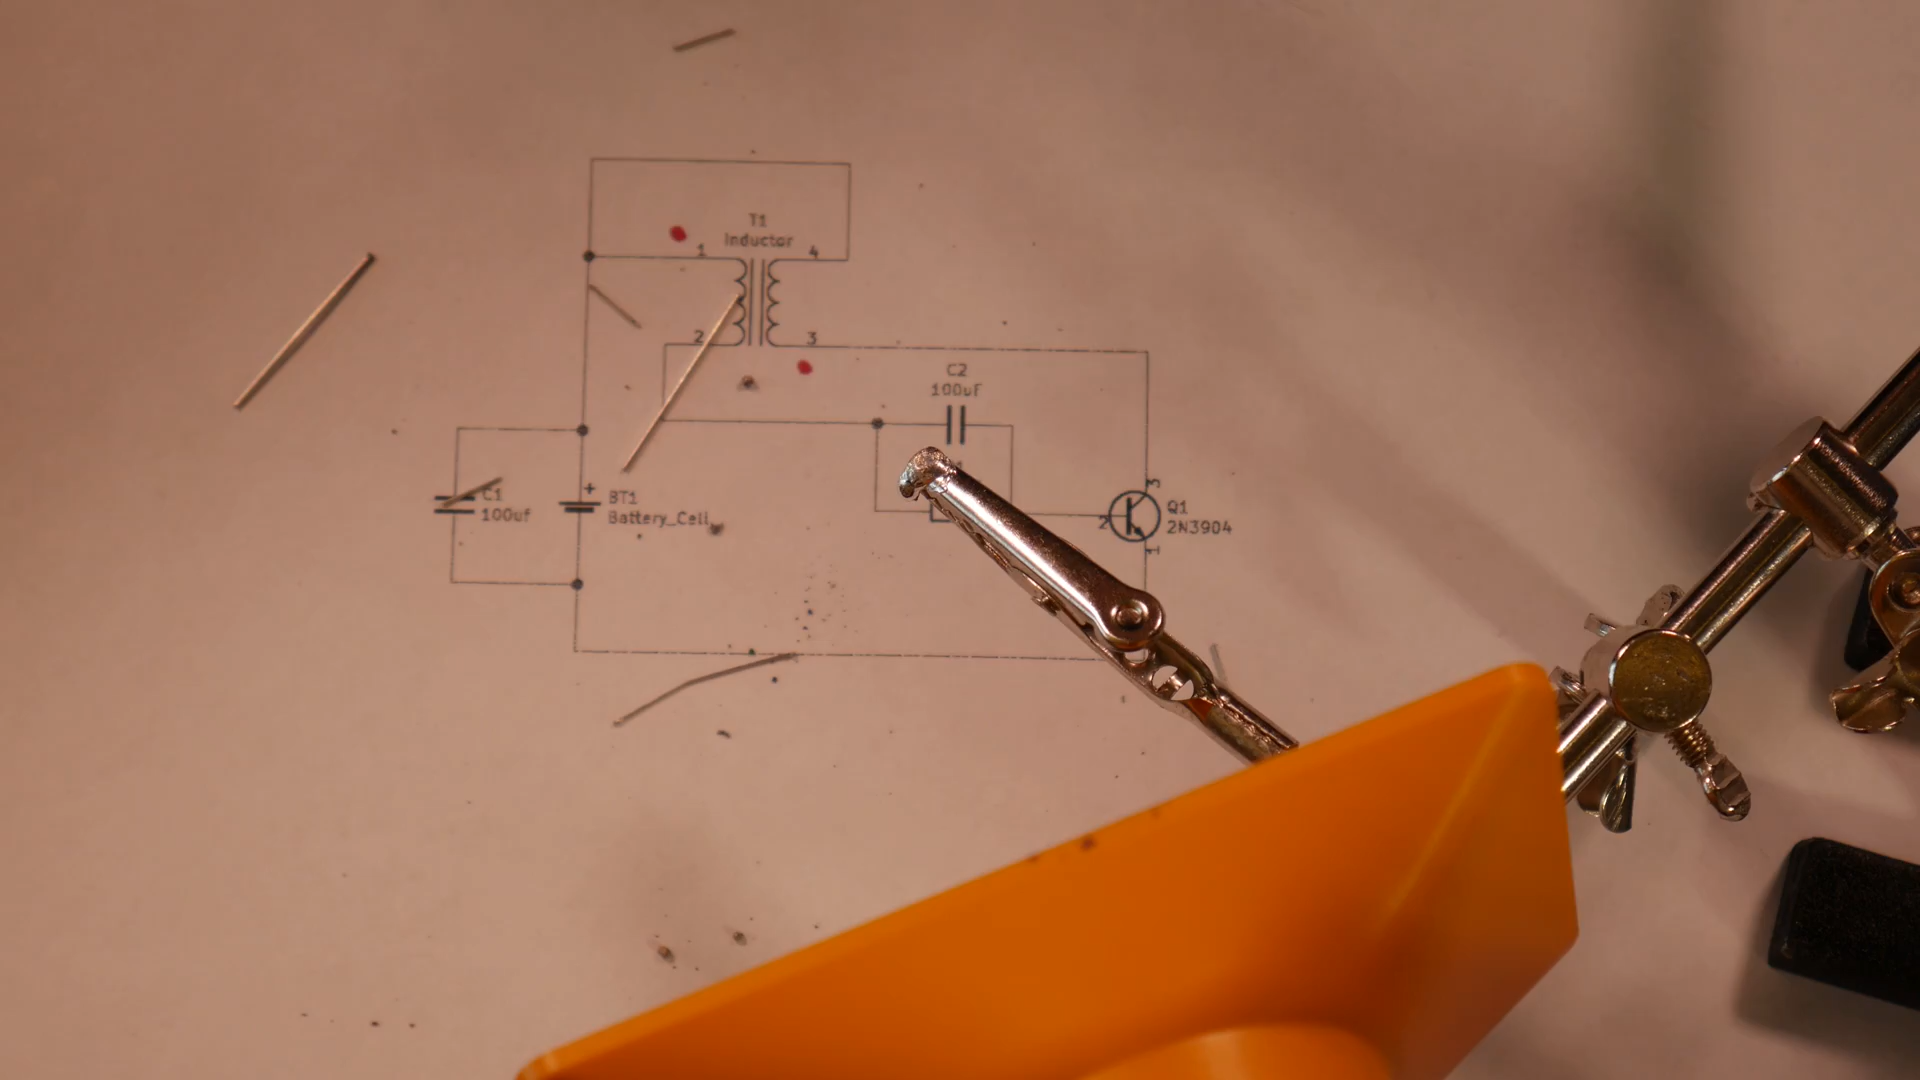 T1
Inductor
1
4
2
3
C2
100uF
3
+
C1
100uf
BT1
Battery_Cell
2
Q1
2N3904
1